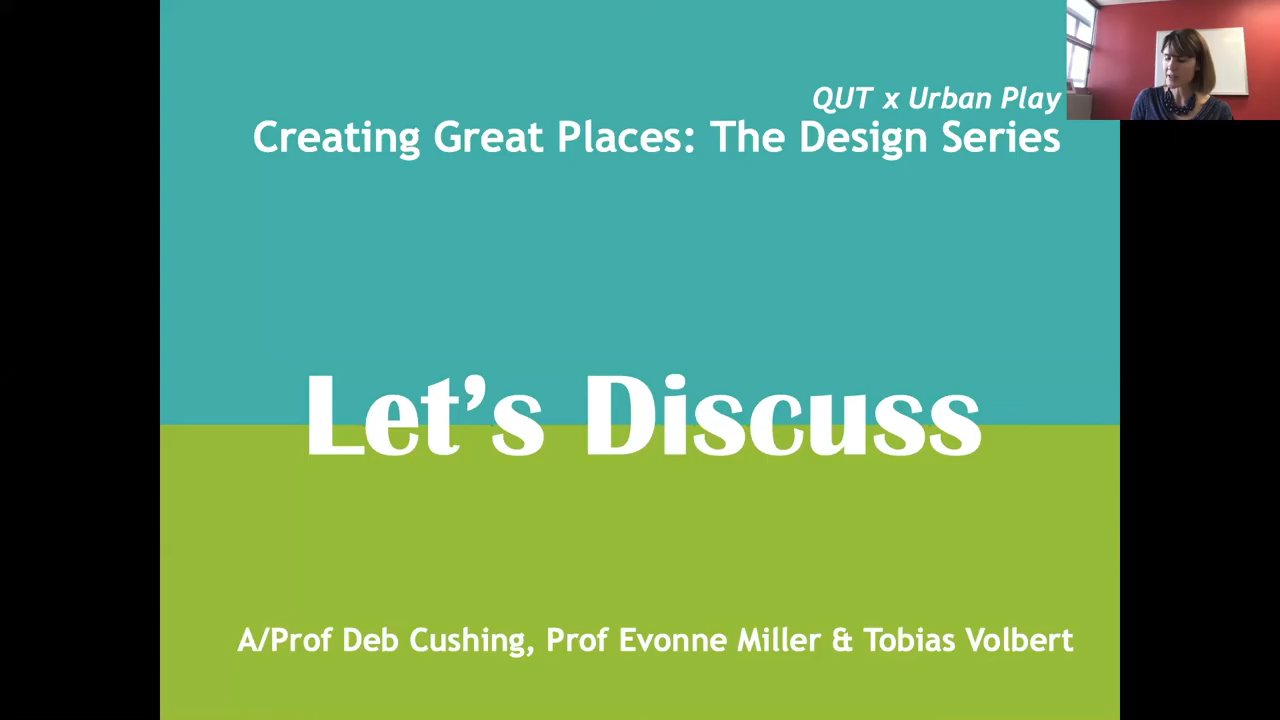 QUT x Urban Play
Creating Great Places: The Design Series
Let's Discuss
A/Prof Deb Cushing, Prof Evonne Miller & Tobias Volbert